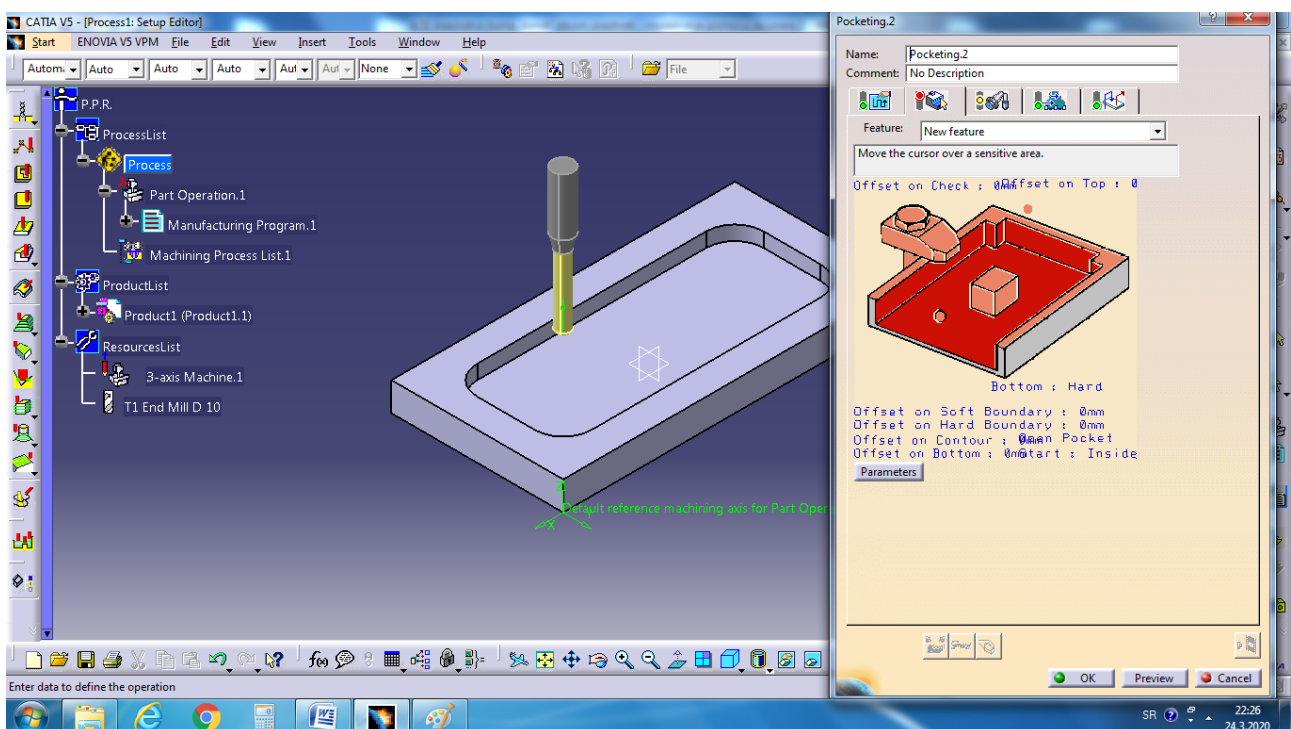 CATIA V5 - [Process1: Setup Editor]
Start ENOVIA V5 VPM File Edit View Insert Tools Window Help
Autom. Auto Auto Auto Aut Aut None File
P.P.R.
ProcessList
Process
Part Operation.1
Manufacturing Program.1
Machining Process List.1
ProductList
Product1 (Product1.1)
ResourcesList
3-axis Machine.1
T1 End Mill D 10
Default reference machining axis for Part Oper
Z
X
Enter data to define the operation
Pocketing.2
Name: Pocketing.2
Comment: No Description
Feature: New feature
Move the cursor over a sensitive area.
Offset on Check : 0mm Offset on Top : 0
Bottom : Hard
Offset on Soft Boundary : 0mm
Offset on Hard Boundary : 0mm
Offset on Contour : 0mm Open Pocket
Offset on Bottom : 0mm Start : Inside
Parameters
OK Preview Cancel
SR 22:26
24.3.2020